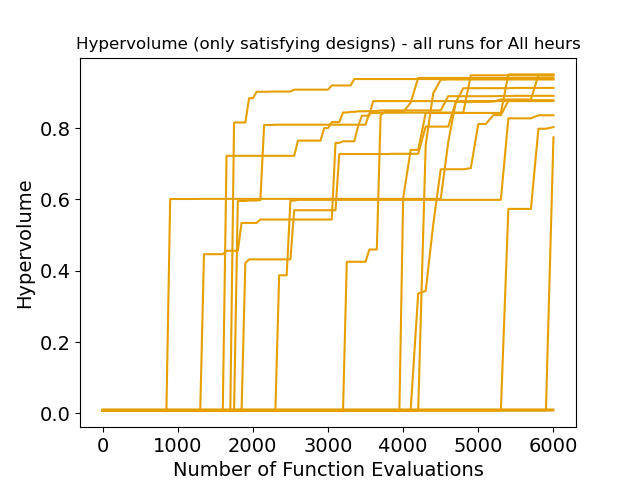 Hypervolume (only satisfying designs) - all runs for All heurs
Hypervolume
0.8
0.6
0.4
0.2
0.0
0 1000 2000 3000 4000 5000 6000
Number of Function Evaluations